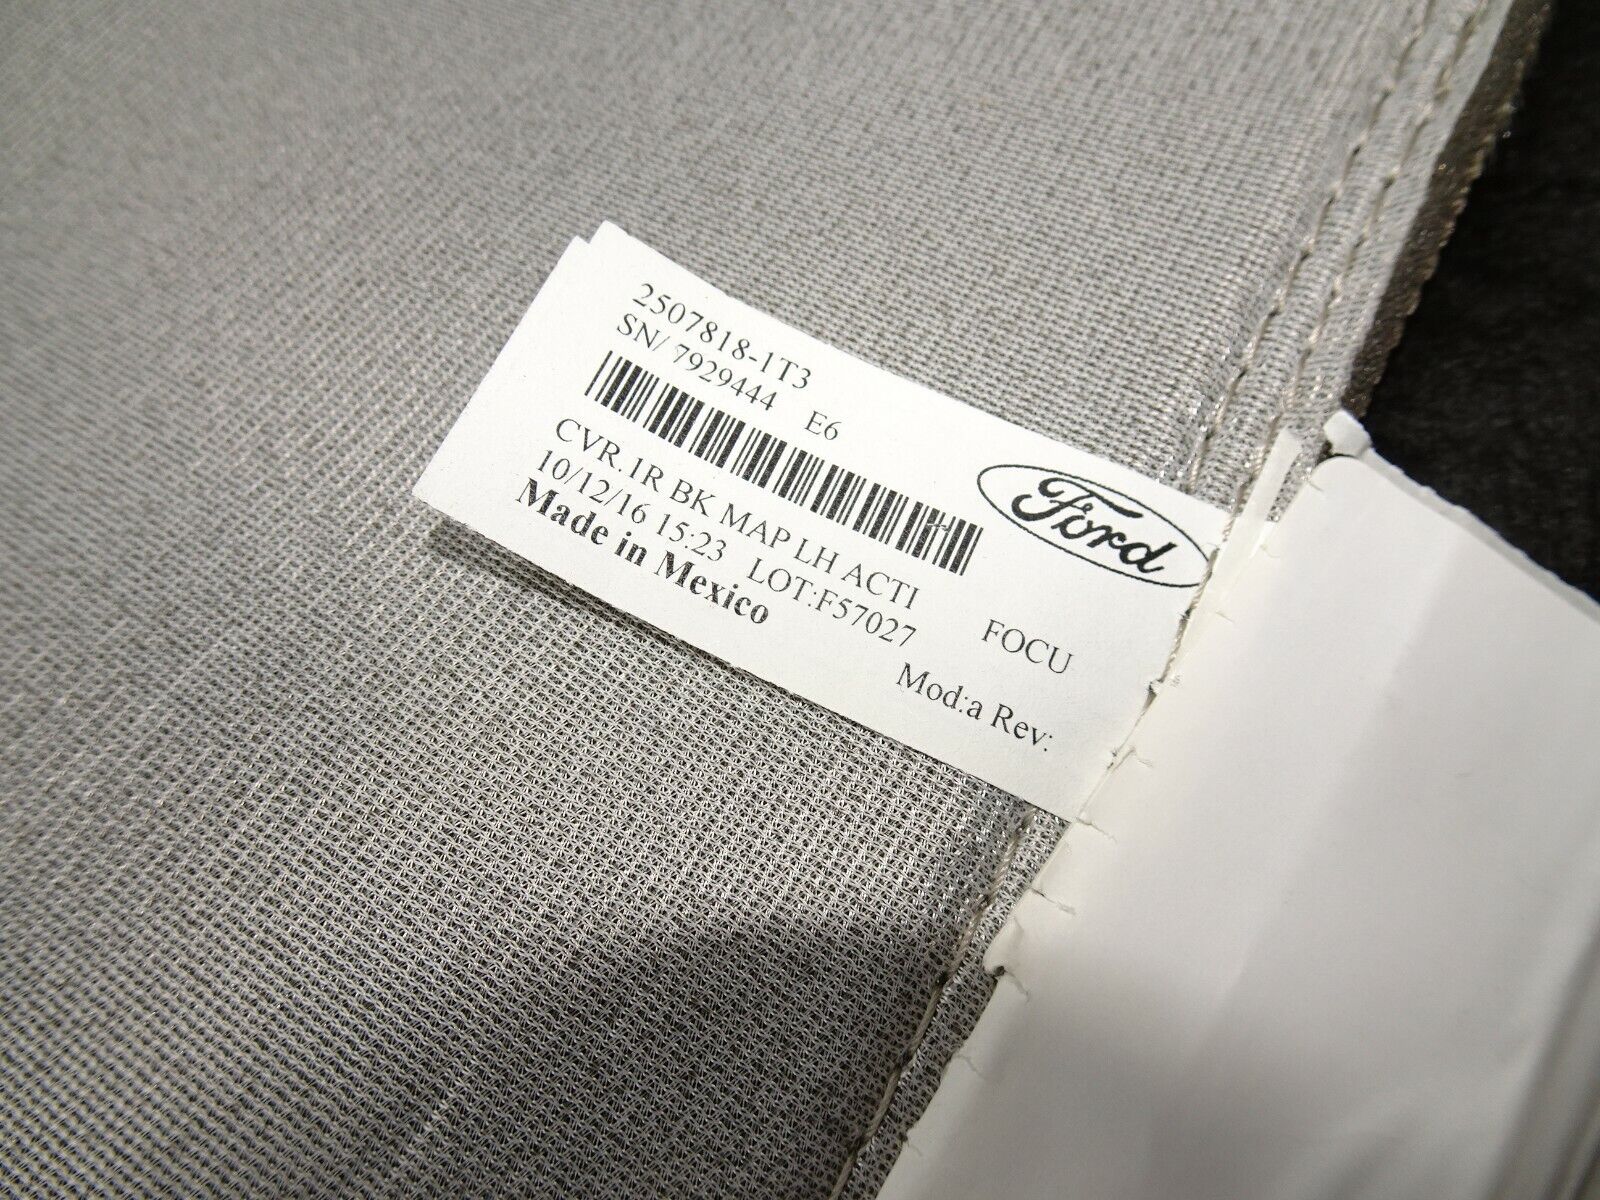 2507818-1T3
SN/ 7929444 E6
Ford
CVR.1R BK MAP LH ACTI FOCU
10/12/16 15:23 LOT:F57027
Made in Mexico Mod:a Rev: